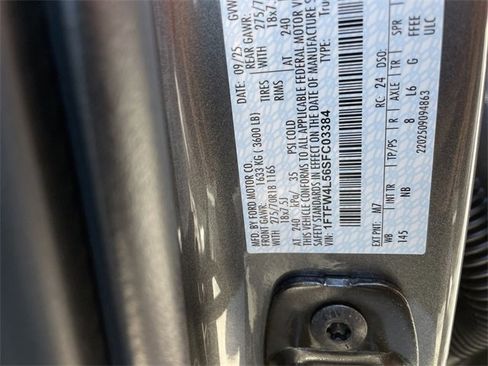 MFD. BY FORD MOTOR CO.
09/25
GVW
FRONT GAWR: 1633 KG ( 3600 LB)
REAR GAWR:
275/70R18 116S
TIRES
WITH
275/7
WITH
18x7.5J
RIMS
18x7.
AT 240 kPa/ 35 PSI COLD
AT 240
THIS VEHICLE CONFORMS TO ALL APPLICABLE FEDERAL MOTOR V
SAFETY STANDARDS IN EFFECT ON THE DATE OF MANUFACTURE S
VIN: 1FTFW4L56SFC03384
Tru
EXT PNT: M7
RC: 24
DSO:
WB
INT TR
TP/PS
R
AXLE
TR
SPR
145
NB
8
L6
G
FFEE
2202509094863
ULC